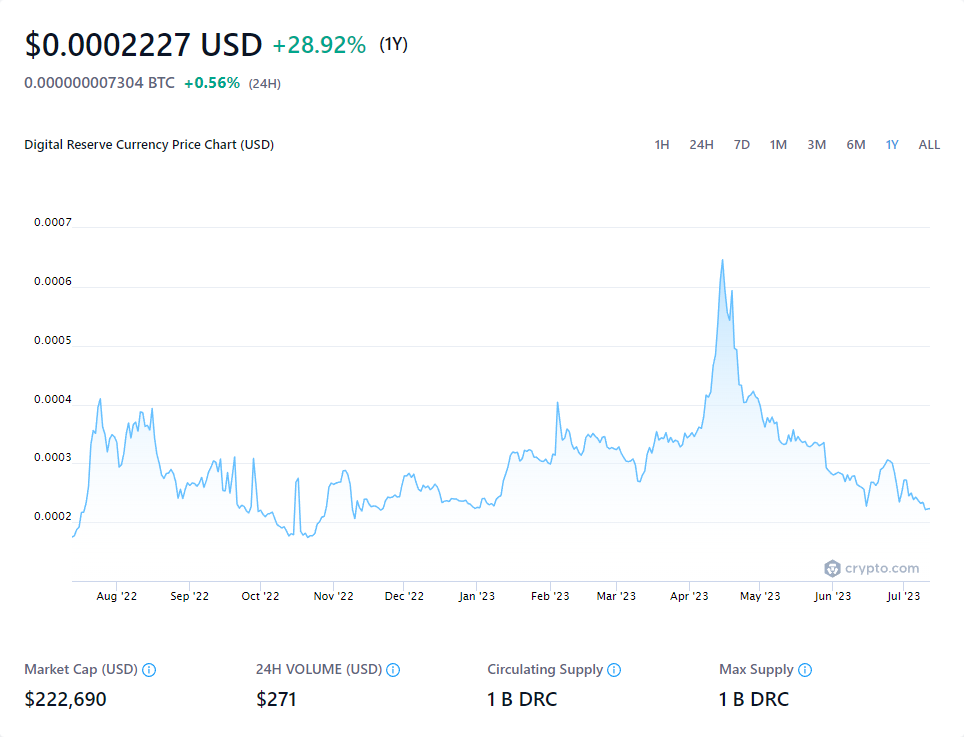 $0.0002227 USD +28.92% (1Y)
0.000000007304 BTC +0.56% (24H)
Digital Reserve Currency Price Chart (USD) 1H 24H 7D 1M 3M 6M 1Y ALL
0.0007
0.0006
0.0005
0.0004
0.0003
0.0002
crypto.com
Aug '22 Sep '22 Oct '22 Nov '22 Dec '22 Jan '23 Feb '23 Mar '23 Apr '23 May '23 Jun '23 Jul '23
Market Cap (USD) 24H VOLUME (USD) Circulating Supply Max Supply
$222,690 $271 1 B DRC 1 B DRC